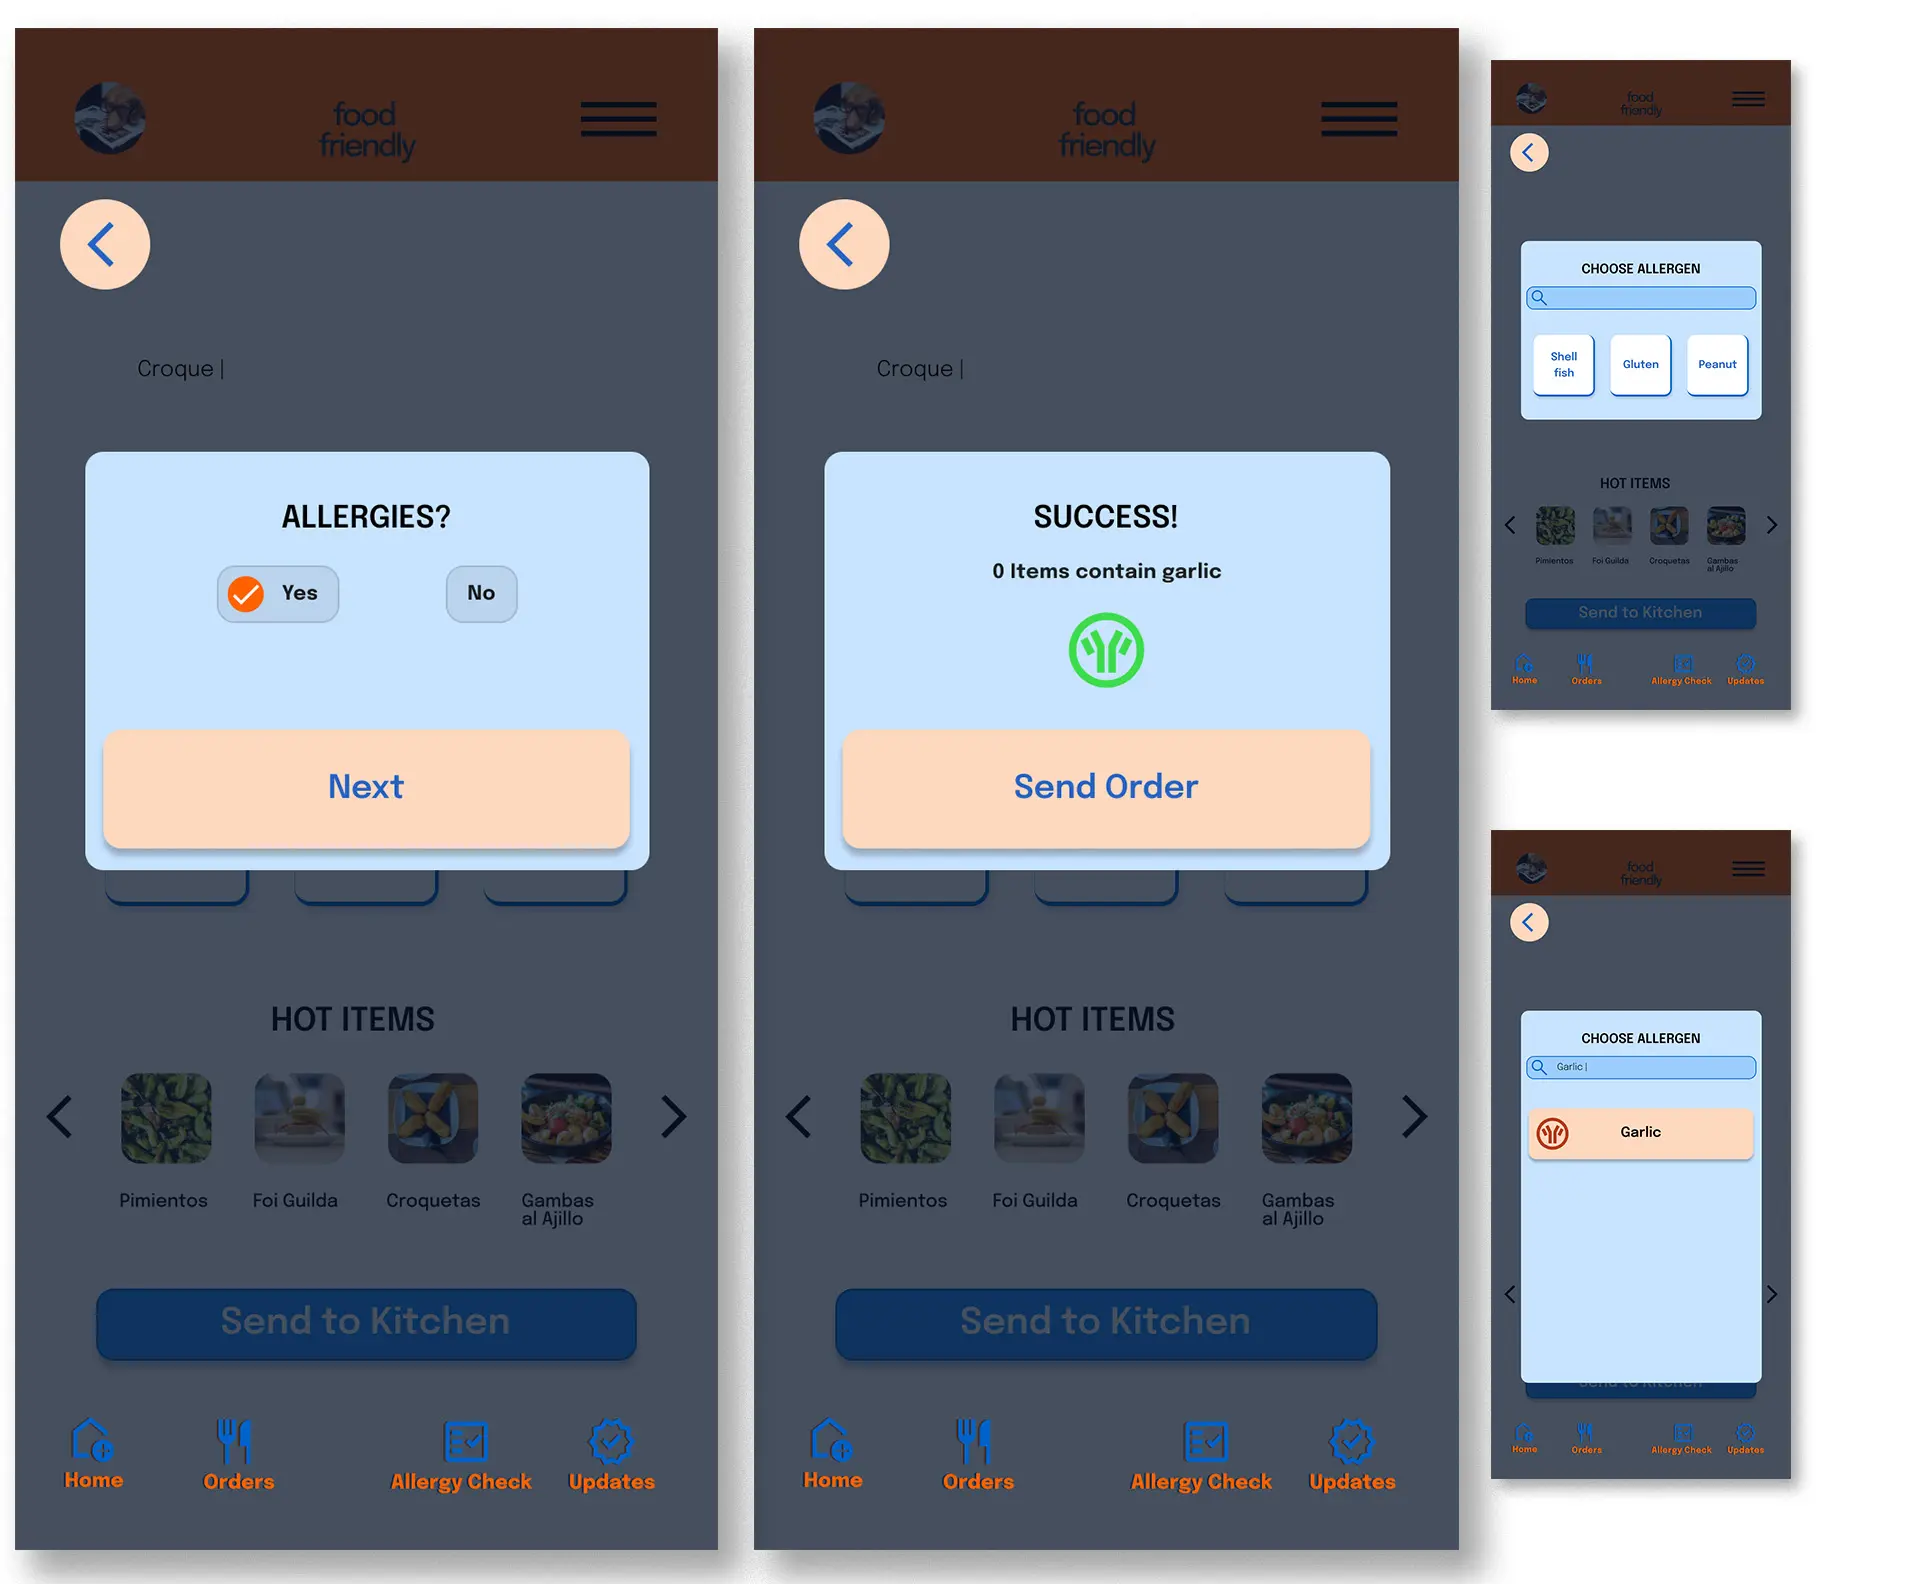 food
friendly
Croque |
ALLERGIES?
Yes
No
Next
HOT ITEMS
Pimientos
Foi Guilda
Croquetas
Gambas
al Ajillo
Send to Kitchen
Home
Orders
Allergy Check
Updates
food
friendly
Croque |
SUCCESS!
0 Items contain garlic
Send Order
HOT ITEMS
Pimientos
Foi Guilda
Croquetas
Gambas
al Ajillo
Send to Kitchen
Home
Orders
Allergy Check
Updates
food
friendly
CHOOSE ALLERGEN
Shell
fish
Gluten
Peanut
HOT ITEMS
Pimientos
Foi Guilda
Croquetas
Gambas
al Ajillo
Send to Kitchen
Home
Orders
Allergy Check
Updates
food
friendly
CHOOSE ALLERGEN
Garlic |
Garlic
Send to Kitchen
Home
Orders
Allergy Check
Updates